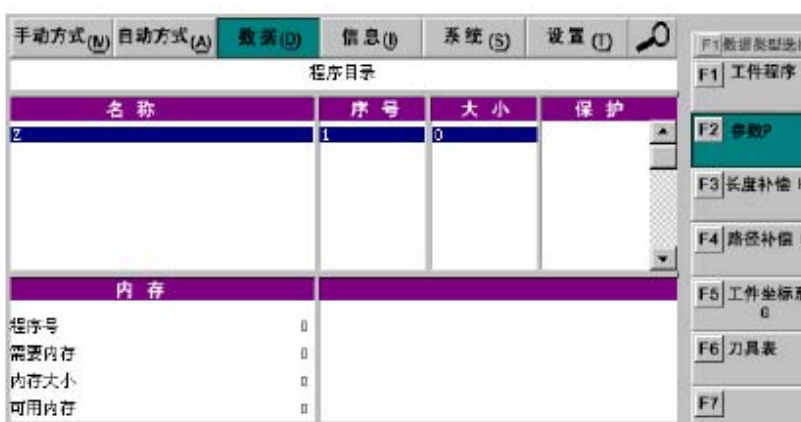 手动方式(M) 自动方式(A) 数据(D) 信息(I) 系统(S) 设置(T)
程序目录
名称 序号 大小 保护
Z 1 0
内存
程序号 0
需要内存 0
内存大小 0
可用内存 0
F1 数据类型选
F1 工件程序
F2 参数P
F3 长度补偿
F4 路径补偿
F5 工件坐标系
G
F6 刀具表
F7